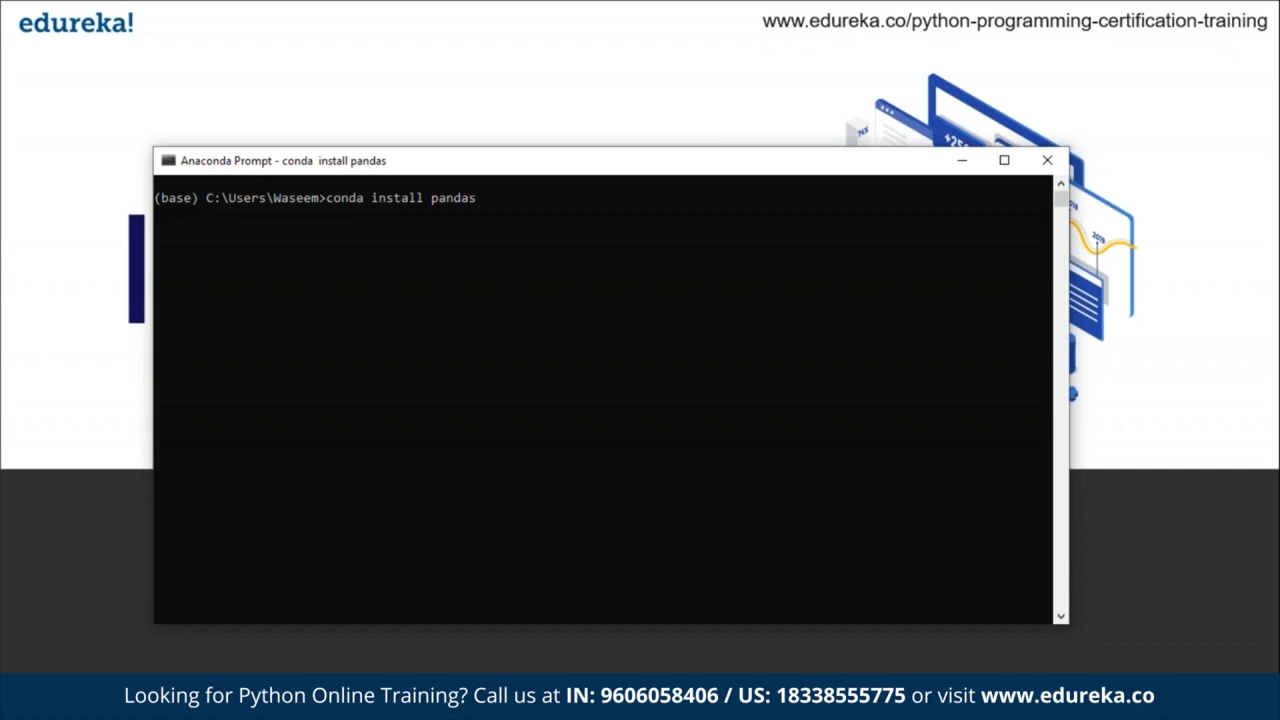 edureka!
www.edureka.co/python-programming-certification-training
Anaconda Prompt - conda  install pandas
(base) C:\Users\Waseem>conda install pandas
2019
Looking for Python Online Training? Call us at IN: 9606058406 / US: 18338555775 or visit www.edureka.co